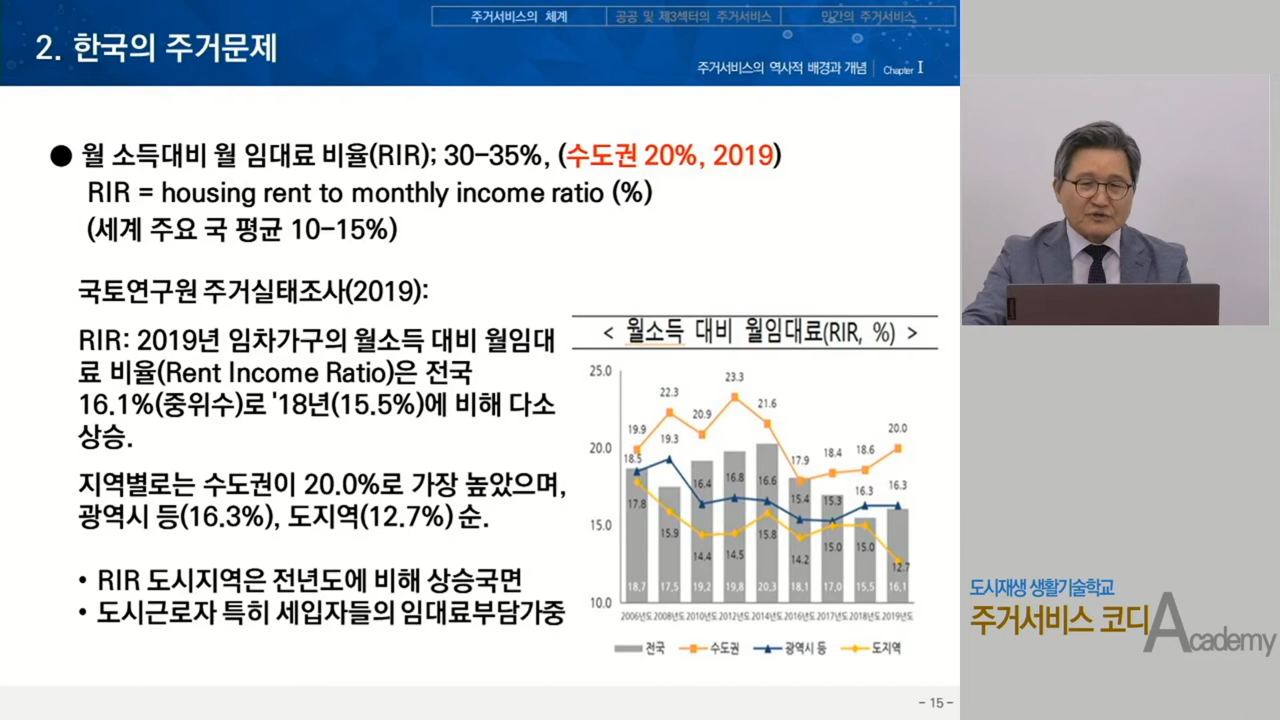 주거서비스의 체계
공공 및 제3섹터의 주거서비스
민간의 주거서비스
2. 한국의 주거문제
주거서비스의 역사적 배경과 개념 Chapter I
● 월 소득대비 월 임대료 비율(RIR); 30-35%, (수도권 20%, 2019)
RIR = housing rent to monthly income ratio (%)
(세계 주요 국 평균 10-15%)
국토연구원 주거실태조사(2019):
RIR: 2019년 임차가구의 월소득 대비 월임대
료 비율(Rent Income Ratio)은 전국
16.1%(중위수)로 '18년(15.5%)에 비해 다소
상승.
지역별로는 수도권이 20.0%로 가장 높았으며,
광역시 등(16.3%), 도지역(12.7%) 순.
• RIR 도시지역은 전년도에 비해 상승국면
• 도시근로자 특히 세입자들의 임대료부담가중
< 월소득 대비 월임대료(RIR, %) >
25.0
20.0
15.0
10.0
19.9 22.3 20.9 23.3 21.6 17.9 18.4 18.6 20.0
18.5 19.3 16.4 16.8 16.6 15.4 15.3 16.3 16.3
17.8 15.9 14.4 14.5 15.8 14.2 15.0 15.0 12.7
18.7 17.5 19.2 19.8 20.3 18.1 17.0 15.5 16.1
2006년도 2008년도 2010년도 2012년도 2014년도 2016년도 2017년도 2018년도 2019년도
전국 수도권 광역시 등 도지역
- 15 -
도시재생 생활기술학교
주거서비스 코디 Academy